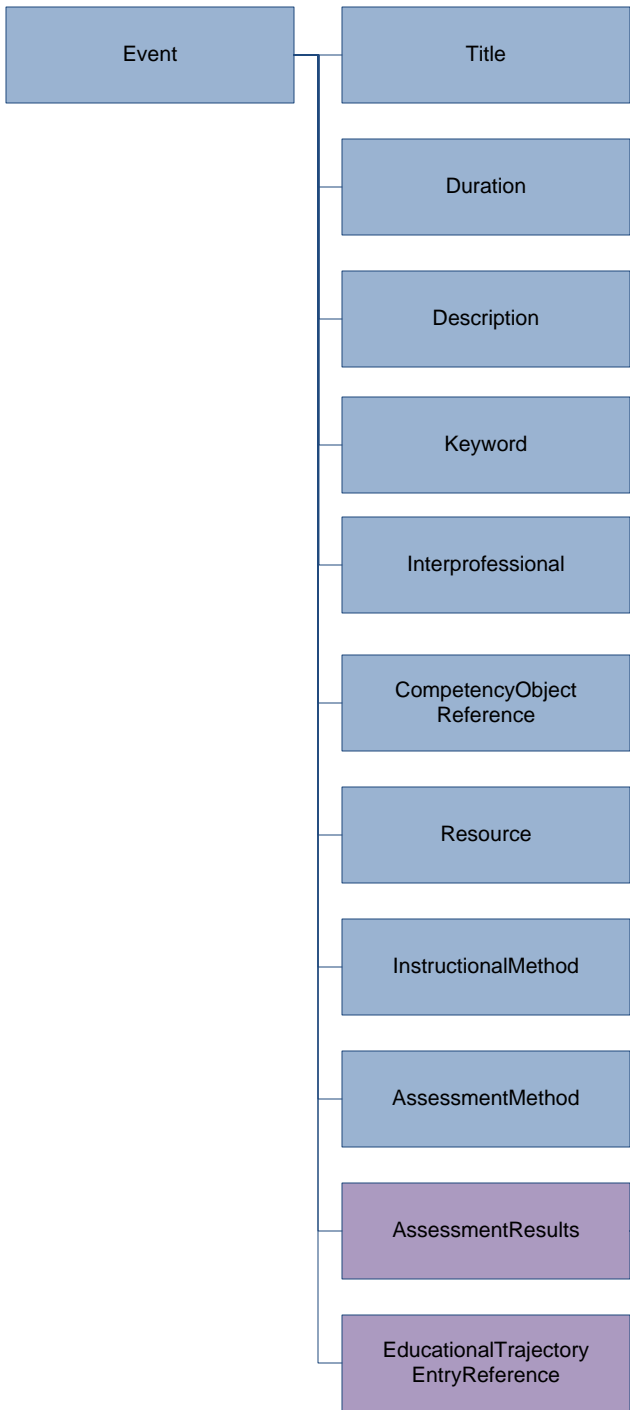 Event
Title
Duration
Description
Keyword
Interprofessional
CompetencyObject
Reference
Resource
InstructionalMethod
AssessmentMethod
AssessmentResults
EducationalTrajectory
EntryReference